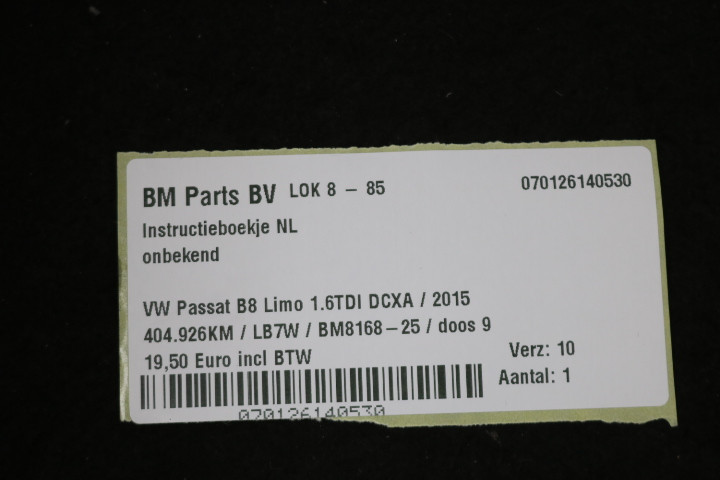 BM Parts BV LOK 8 – 85 070126140530
Instructieboekje NL
onbekend
VW Passat B8 Limo 1.6TDI DCXA / 2015
404.926KM / LB7W / BM8168–25 / doos 9
19,50 Euro incl BTW Verz: 10
Aantal: 1
070126140530